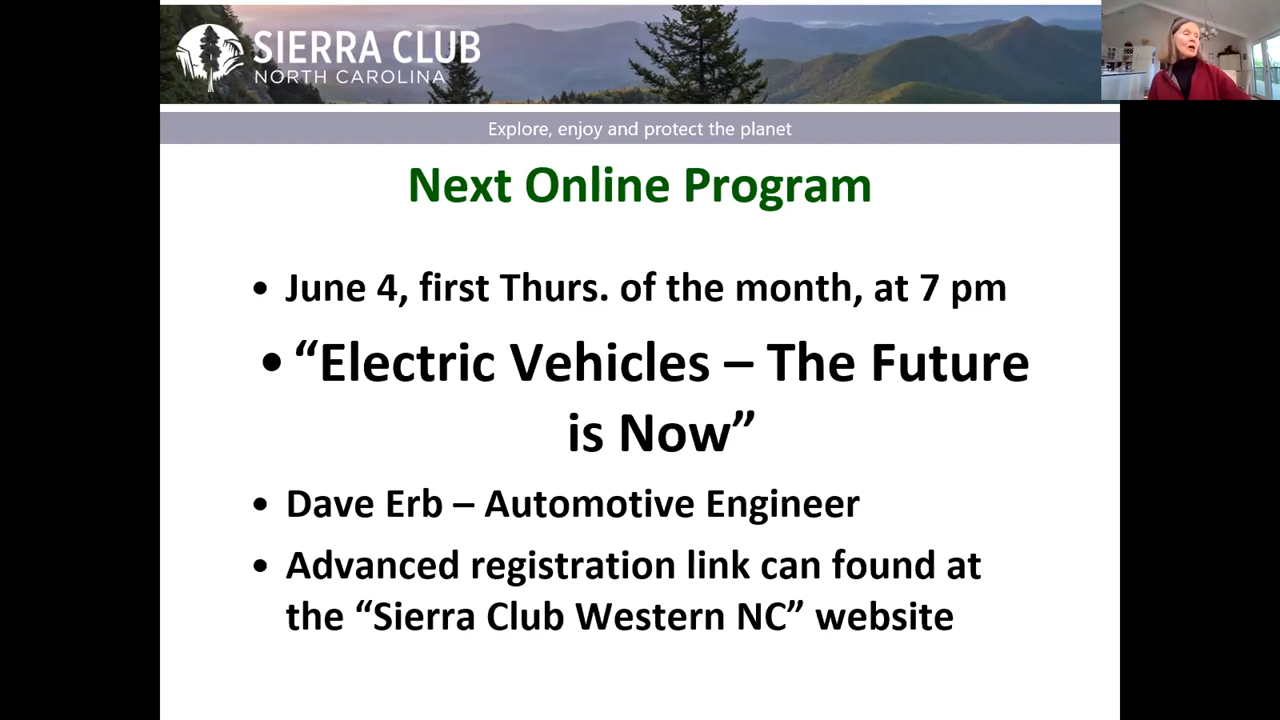 SIERRA CLUB
NORTH CAROLINA
Explore, enjoy and protect the planet
Next Online Program
• June 4, first Thurs. of the month, at 7 pm
• “Electric Vehicles – The Future
is Now”
• Dave Erb – Automotive Engineer
• Advanced registration link can found at
the “Sierra Club Western NC” website